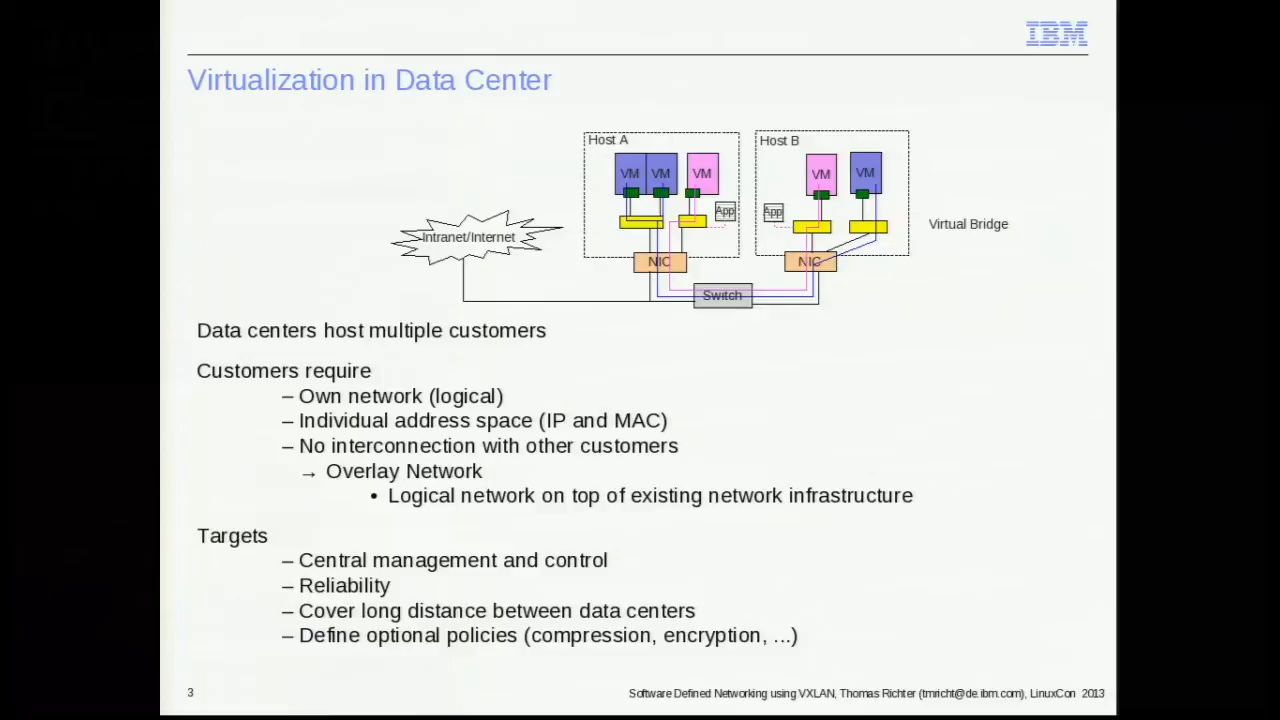 IBM
Virtualization in Data Center
Host A
Host B
VM
VM
VM
VM
VM
App
App
Intranet/Internet
Virtual Bridge
NIC
NIC
Switch
Data centers host multiple customers
Customers require
– Own network (logical)
– Individual address space (IP and MAC)
– No interconnection with other customers
→ Overlay Network
• Logical network on top of existing network infrastructure
Targets
– Central management and control
– Reliability
– Cover long distance between data centers
– Define optional policies (compression, encryption, ...)
3
Software Defined Networking using VXLAN, Thomas Richter (tmricht@de.ibm.com), LinuxCon 2013